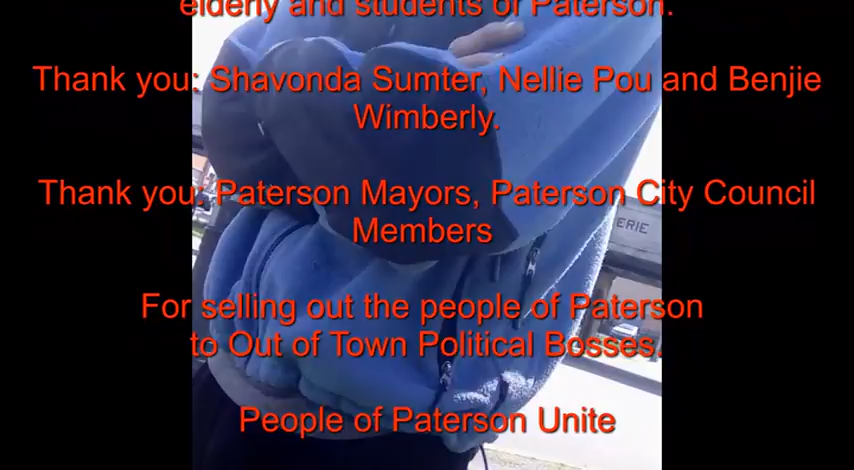 elderly and students of Paterson.
Thank you: Shavonda Sumter, Nellie Pou and Benjie
Wimberly.
Thank you: Paterson Mayors, Paterson City Council
Members
For selling out the people of Paterson
to Out of Town Political Bosses.
People of Paterson Unite
ERIE